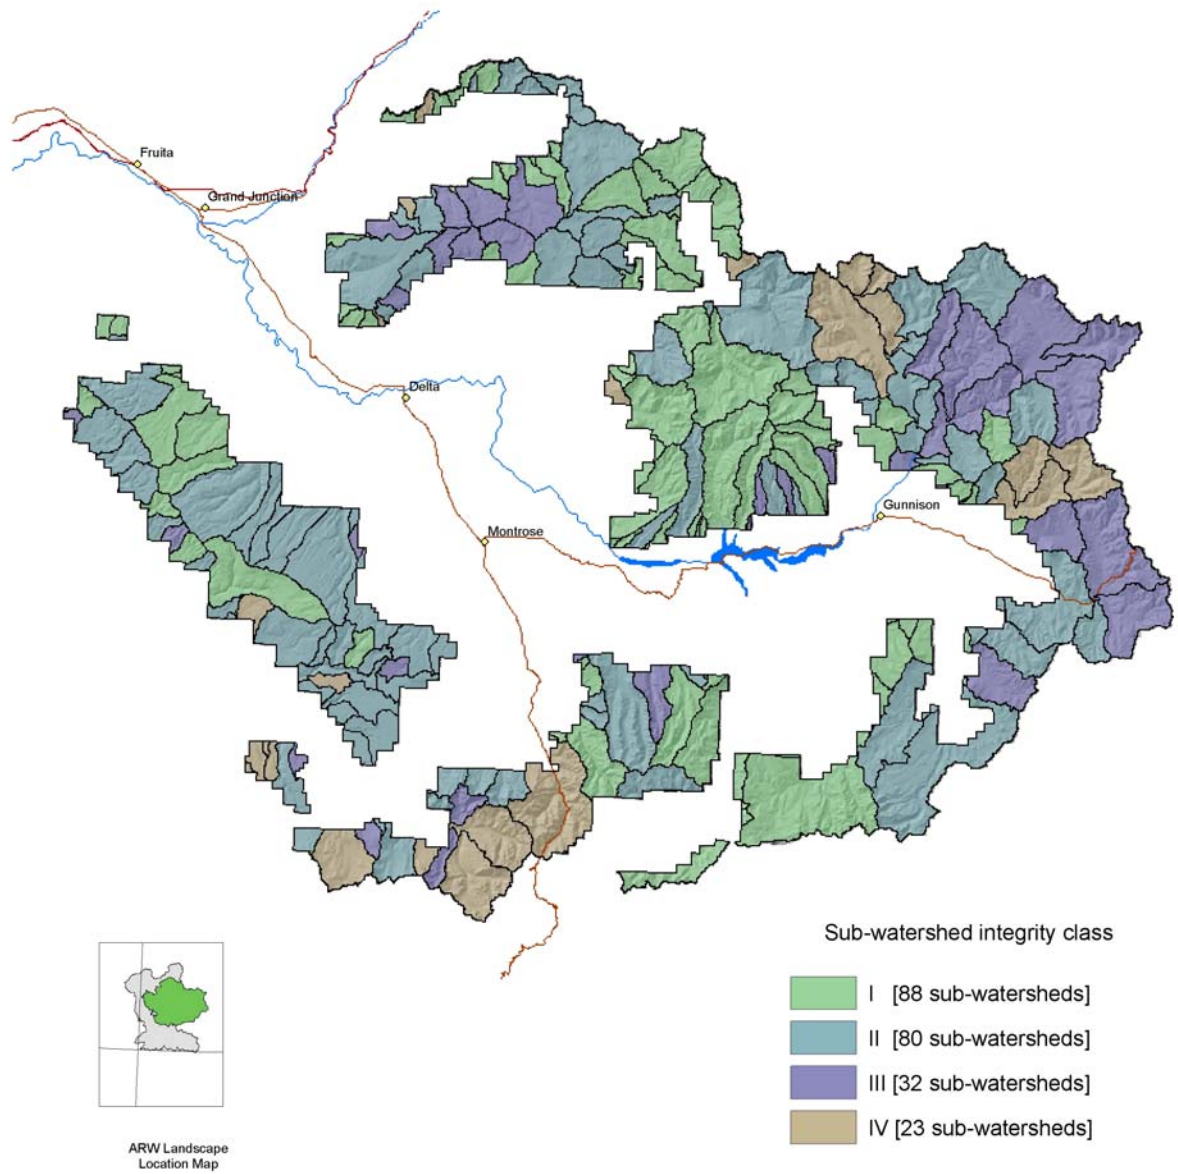 Fruita
Grand Junction
Delta
Gunnison
Montrose
Sub-watershed integrity class
I [88 sub-watersheds]
II [80 sub-watersheds]
III [32 sub-watersheds]
IV [23 sub-watersheds]
ARW Landscape
Location Map